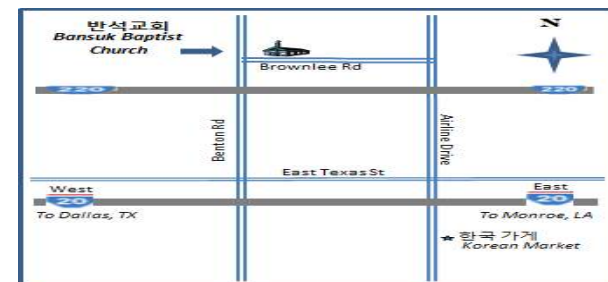 반석교회
Bansuk Baptist
Church
N
Brownlee Rd
220
220
Benton Rd
Airline Drive
East Texas St
West
20
To Dallas, TX
East
20
To Monroe, LA
한국 가게
Korean Market